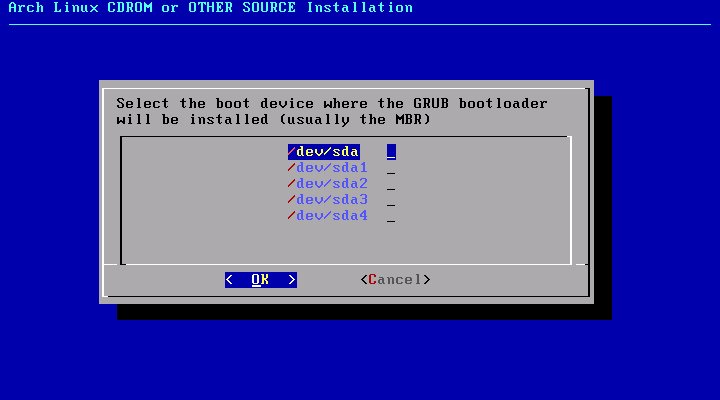 Arch Linux CDROM or OTHER SOURCE Installation
Select the boot device where the GRUB bootloader
will be installed (usually the MBR)
/dev/sda _
/dev/sda1 _
/dev/sda2 _
/dev/sda3 _
/dev/sda4 _
< OK > <Cancel>